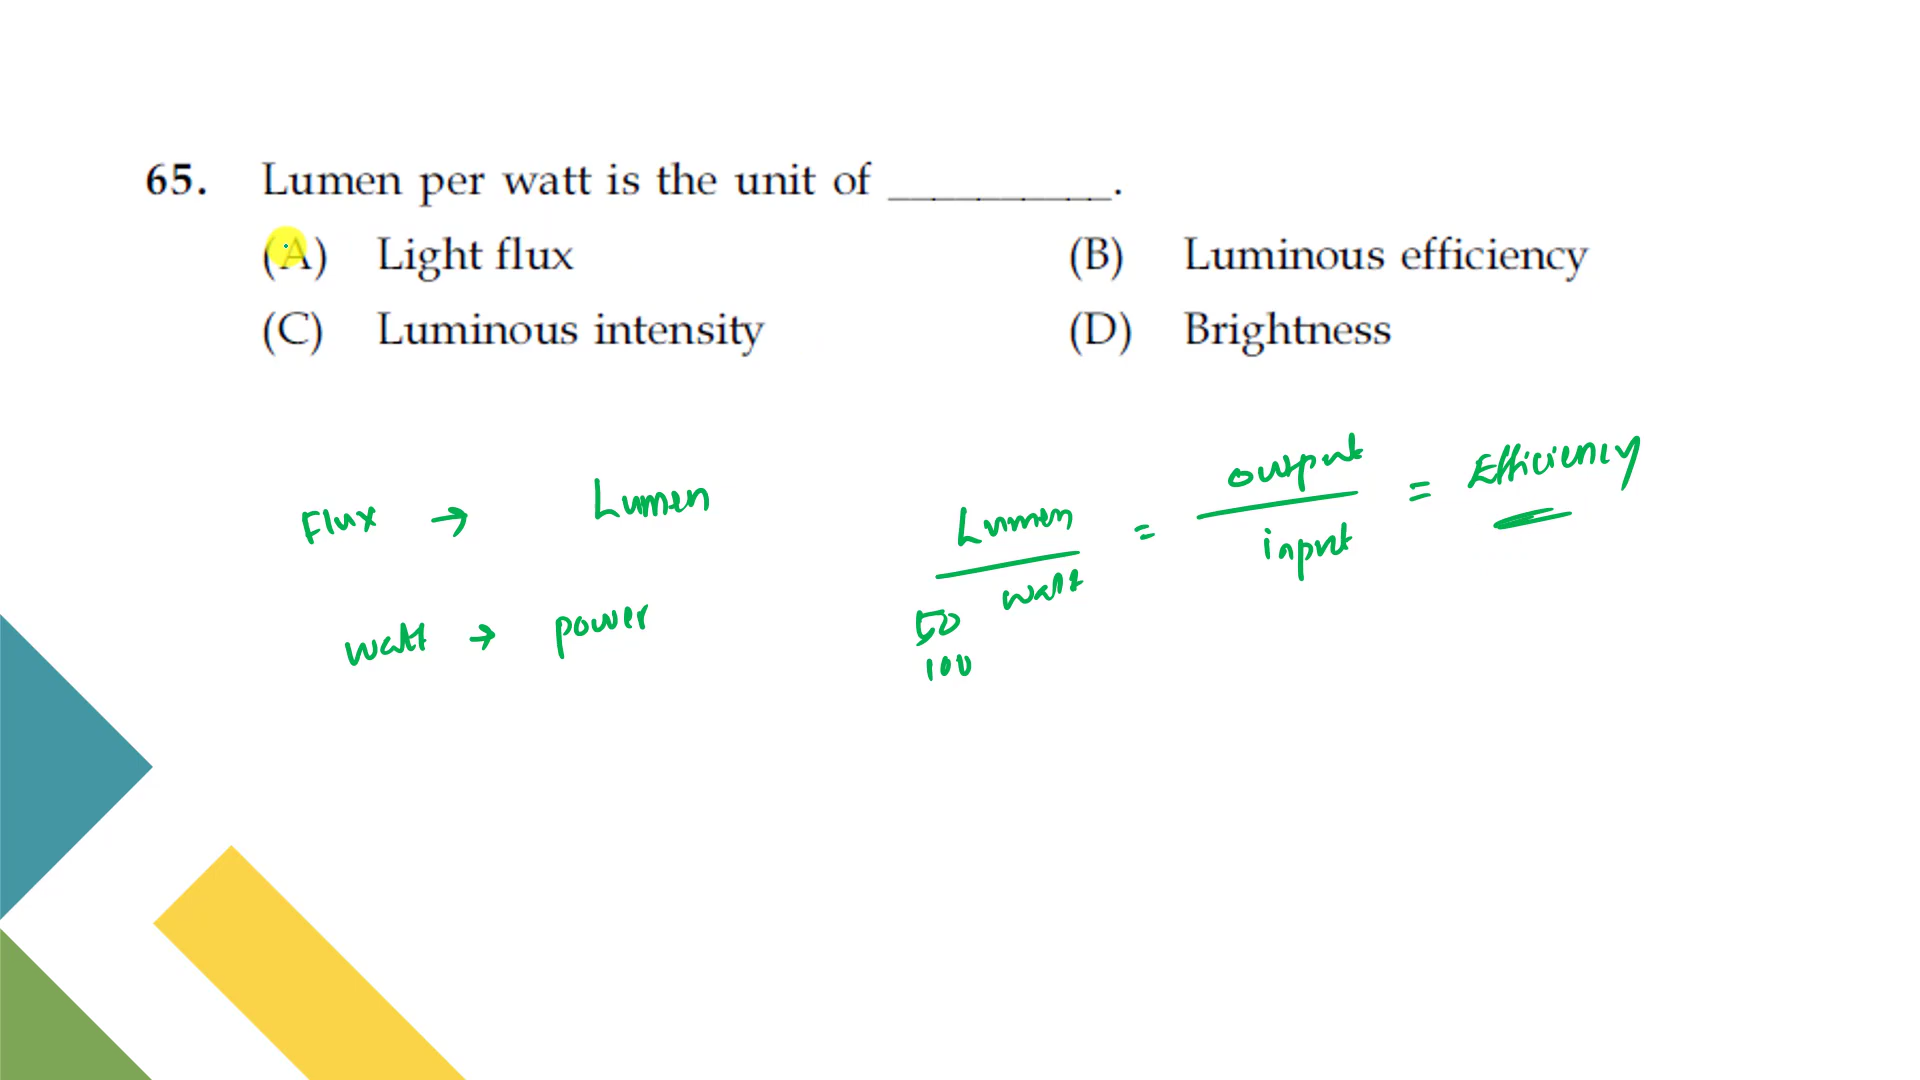 65. Lumen per watt is the unit of __________.
(A) Light flux (B) Luminous efficiency
(C) Luminous intensity (D) Brightness
Flux → Lumen
watt → power
Lumen / watt = output / input = Efficiency
50
100